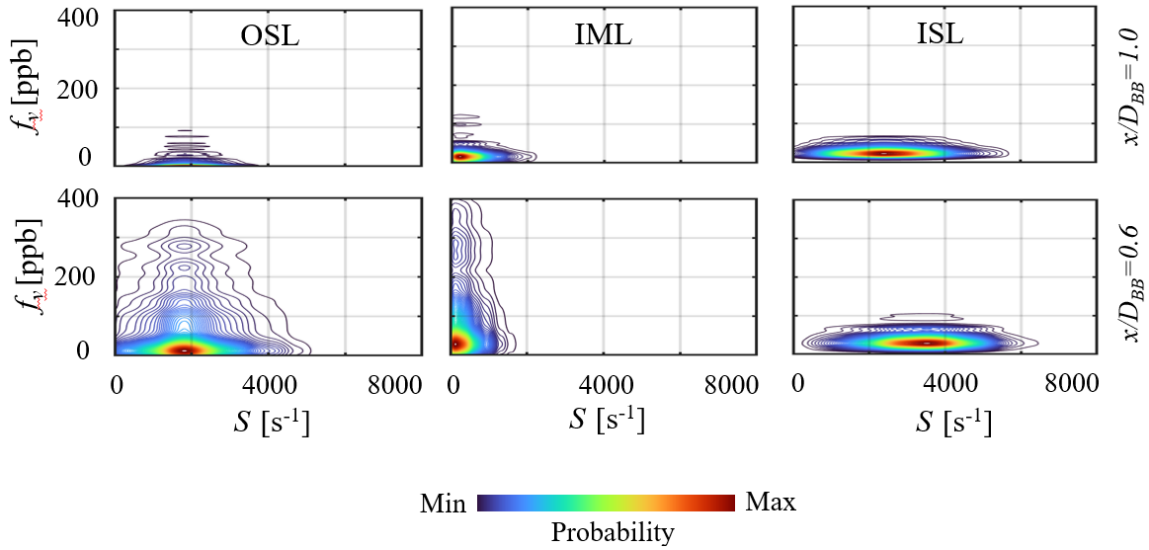 OSL IML ISL
400
200
0
f_v [ppb]
x/D_BB=1.0
400
200
0
f_v [ppb]
x/D_BB=0.6
0 4000 8000 0 4000 8000 0 4000 8000
S [s⁻¹] S [s⁻¹] S [s⁻¹]
Min Max
Probability